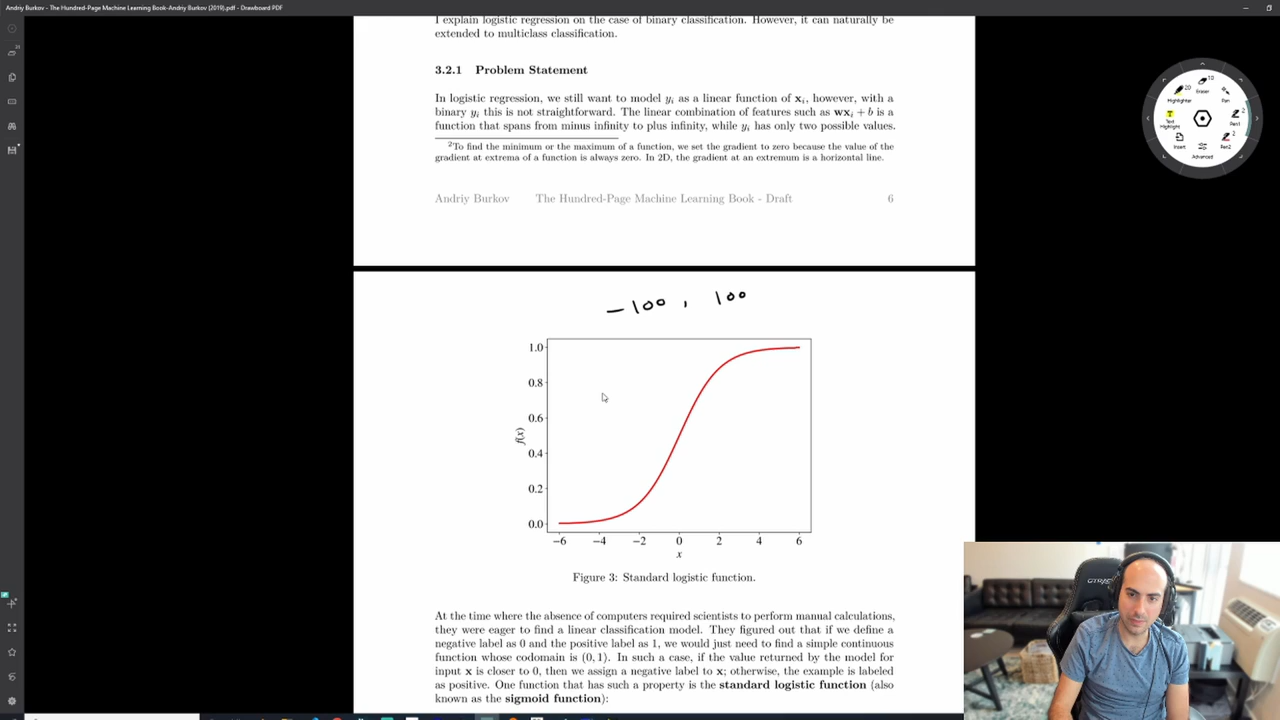 Andriy Burkov - The Hundred-Page Machine Learning Book-Andriy Burkov (2019).pdf - Drawboard PDF
I explain logistic regression on the case of binary classification. However, it can naturally be
extended to multiclass classification.
3.2.1 Problem Statement
In logistic regression, we still want to model yᵢ as a linear function of xᵢ, however, with a
binary yᵢ this is not straightforward. The linear combination of features such as wxᵢ + b is a
function that spans from minus infinity to plus infinity, while yᵢ has only two possible values.
²To find the minimum or the maximum of a function, we set the gradient to zero because the value of the
gradient at extrema of a function is always zero. In 2D, the gradient at an extremum is a horizontal line.
Andriy Burkov The Hundred-Page Machine Learning Book - Draft 6
-100 , 100
1.0
0.8
0.6
0.4
0.2
0.0
f(x)
−6 −4 −2 0 2 4 6
x
Figure 3: Standard logistic function.
At the time where the absence of computers required scientists to perform manual calculations,
they were eager to find a linear classification model. They figured out that if we define a
negative label as 0 and the positive label as 1, we would just need to find a simple continuous
function whose codomain is (0, 1). In such a case, if the value returned by the model for
input x is closer to 0, then we assign a negative label to x; otherwise, the example is labeled
as positive. One function that has such a property is the standard logistic function (also
known as the sigmoid function):
Eraser 10
Highlighter 20
Pen
Text Highlight
Pen1 2
Insert
Pen2 2
Advanced